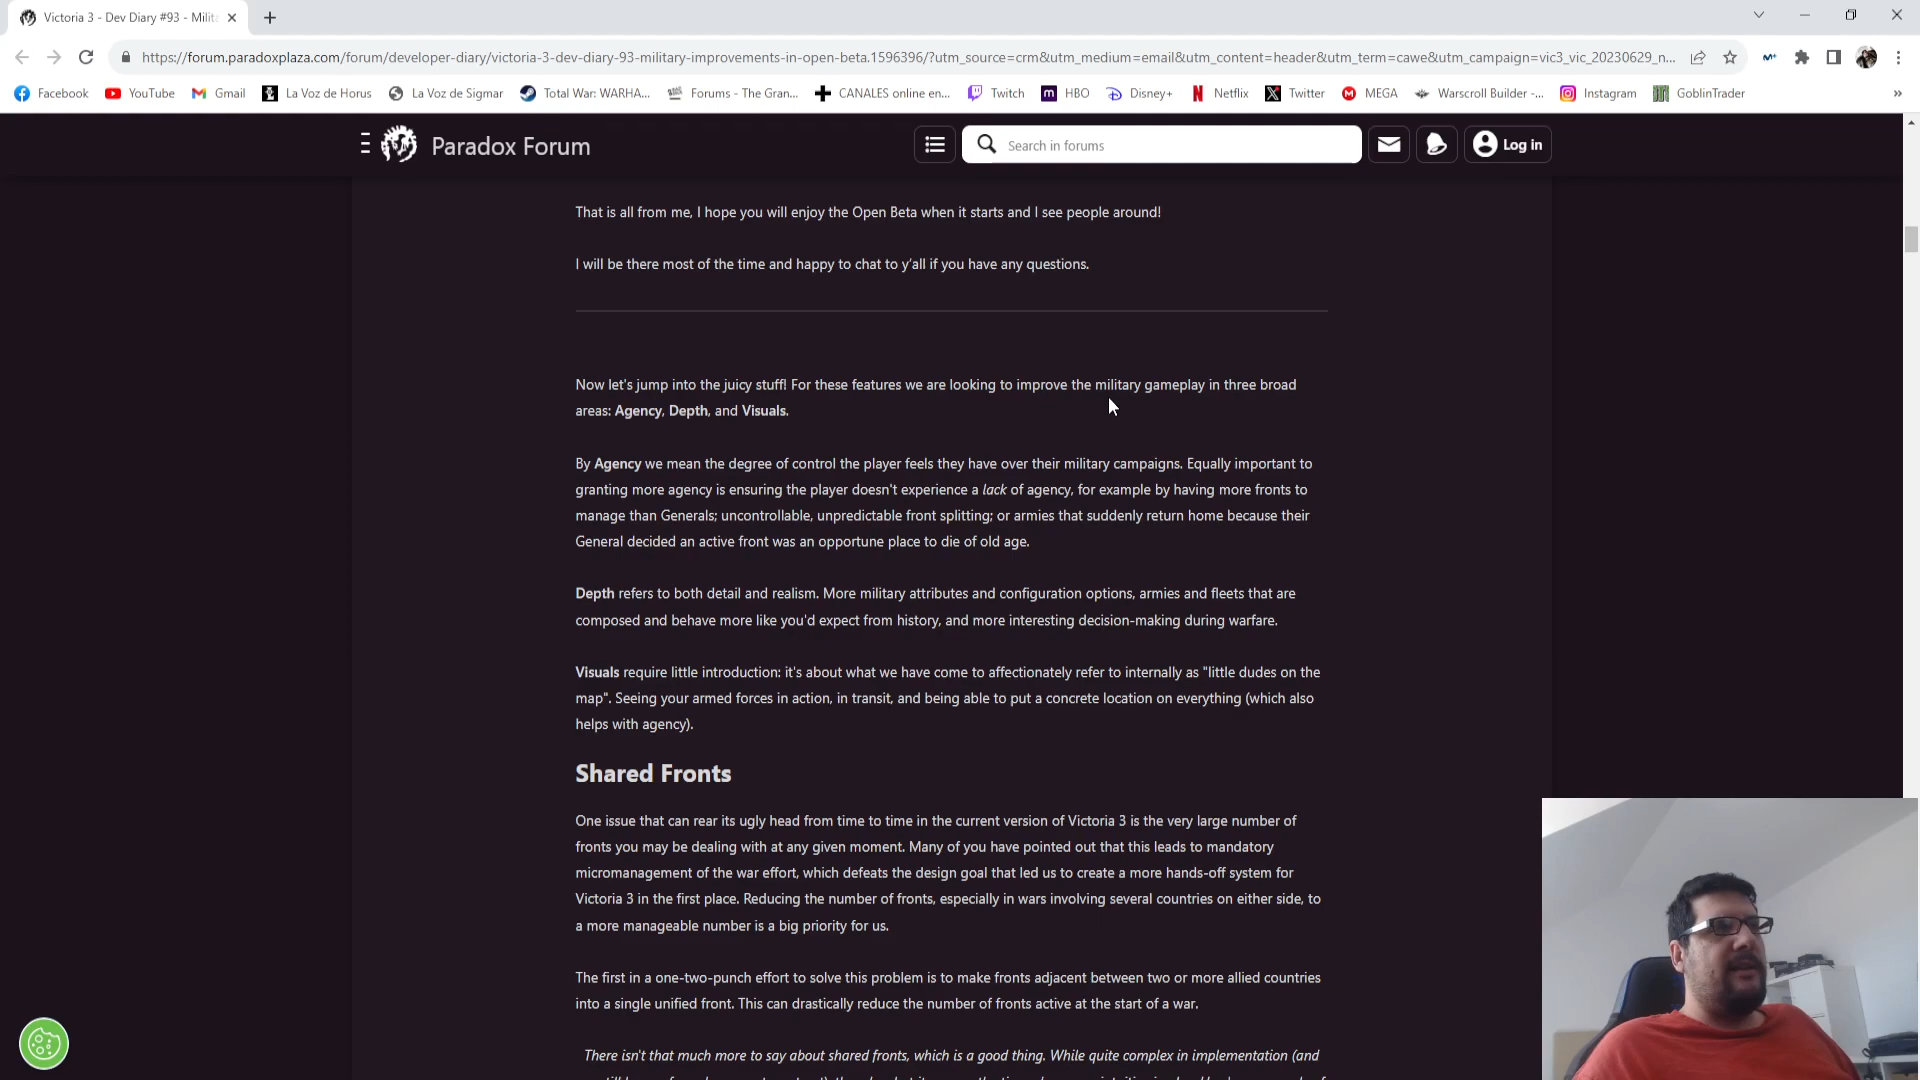 Victoria 3 - Dev Diary #93 - Milit
https://forum.paradoxplaza.com/forum/developer-diary/victoria-3-dev-diary-93-military-improvements-in-open-beta.1596396/?utm_source=crm&utm_medium=email&utm_content=header&utm_term=cawe&utm_campaign=vic3_vic_20230629_n...
Facebook YouTube Gmail La Voz de Horus La Voz de Sigmar Total War: WARHA... Forums - The Gran... CANALES online en... Twitch HBO Disney+ Netflix Twitter MEGA Warscroll Builder -... Instagram GoblinTrader »
Paradox Forum Search in forums Log in
That is all from me, I hope you will enjoy the Open Beta when it starts and I see people around!
I will be there most of the time and happy to chat to y'all if you have any questions.
Now let's jump into the juicy stuff! For these features we are looking to improve the military gameplay in three broad
areas: Agency, Depth, and Visuals.
By Agency we mean the degree of control the player feels they have over their military campaigns. Equally important to
granting more agency is ensuring the player doesn't experience a lack of agency, for example by having more fronts to
manage than Generals; uncontrollable, unpredictable front splitting; or armies that suddenly return home because their
General decided an active front was an opportune place to die of old age.
Depth refers to both detail and realism. More military attributes and configuration options, armies and fleets that are
composed and behave more like you'd expect from history, and more interesting decision-making during warfare.
Visuals require little introduction: it's about what we have come to affectionately refer to internally as "little dudes on the
map". Seeing your armed forces in action, in transit, and being able to put a concrete location on everything (which also
helps with agency).
Shared Fronts
One issue that can rear its ugly head from time to time in the current version of Victoria 3 is the very large number of
fronts you may be dealing with at any given moment. Many of you have pointed out that this leads to mandatory
micromanagement of the war effort, which defeats the design goal that led us to create a more hands-off system for
Victoria 3 in the first place. Reducing the number of fronts, especially in wars involving several countries on either side, to
a more manageable number is a big priority for us.
The first in a one-two-punch effort to solve this problem is to make fronts adjacent between two or more allied countries
into a single unified front. This can drastically reduce the number of fronts active at the start of a war.
There isn't that much more to say about shared fronts, which is a good thing. While quite complex in implementation (and